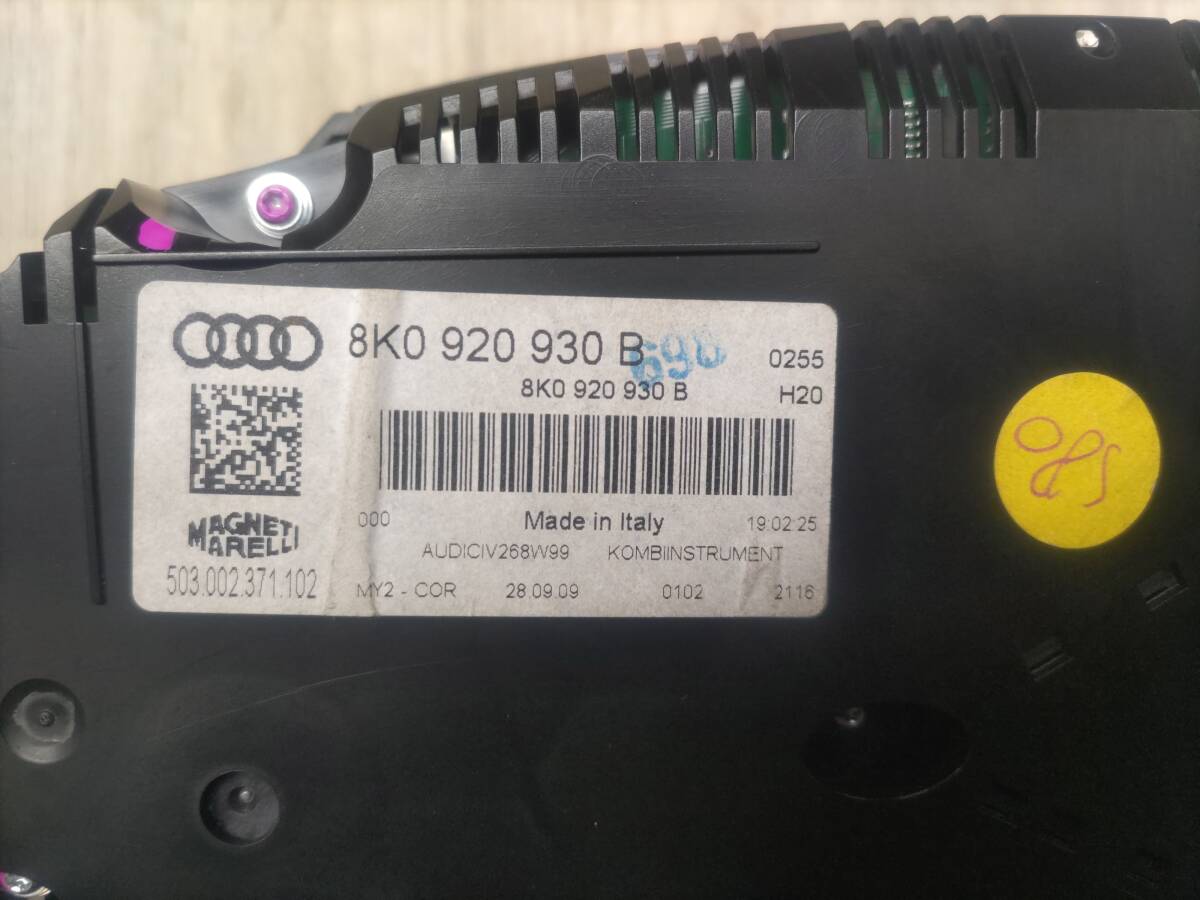 8K0 920 930 B
698
0255
8K0 920 930 B
H20
MAGNETI
MARELLI
503.002.371.102
000
Made in Italy
19:02:25
AUDICIV268W99 KOMBIINSTRUMENT
MY2 - COR 28.09.09 0102 2116